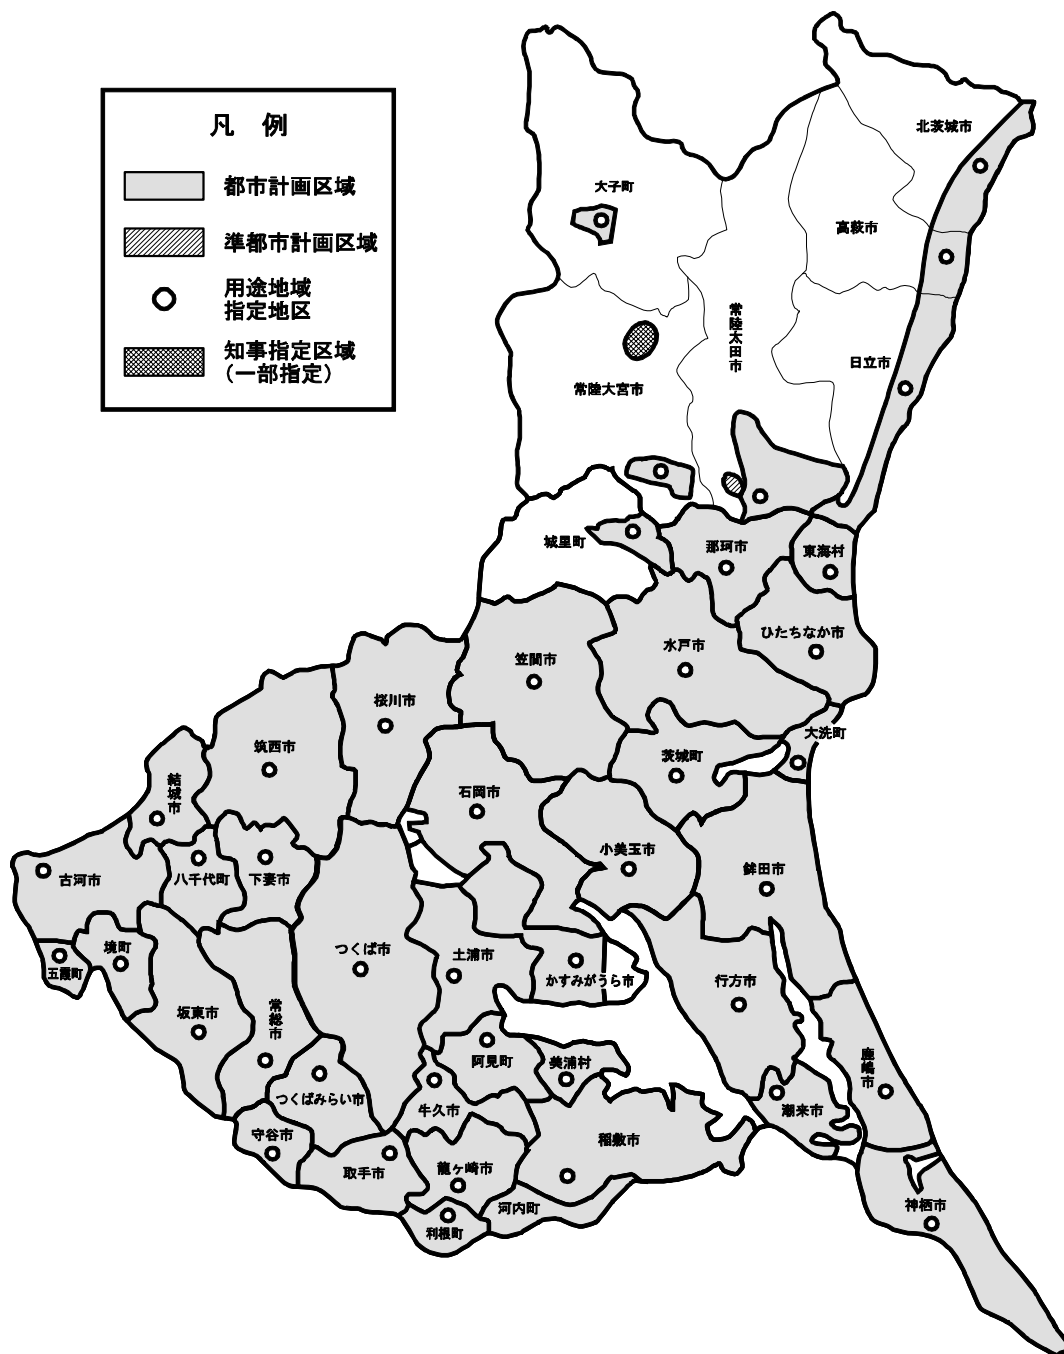 凡 例
都市計画区域
準都市計画区域
用途地域
指定地区
知事指定区域
(一部指定)
北茨城市
大子町
高萩市
常陸太田市
日立市
常陸大宮市
城里町
那珂市
東海村
ひたちなか市
水戸市
笠間市
桜川市
大洗町
茨城町
筑西市
結城市
石岡市
小美玉市
鉾田市
古河市
八千代町
下妻市
つくば市
土浦市
かすみがうら市
行方市
境町
五霞町
坂東市
常総市
阿見町
美浦村
鹿嶋市
つくばみらい市
牛久市
潮来市
守谷市
稲敷市
取手市
龍ヶ崎市
河内町
神栖市
利根町